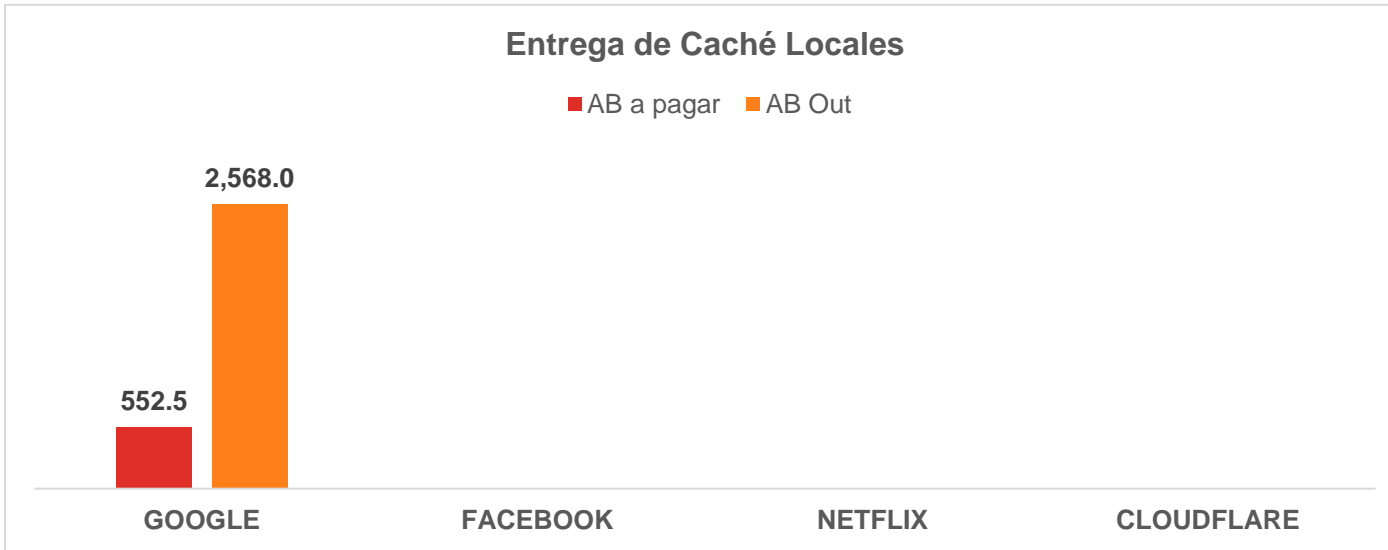 Entrega de Caché Locales
AB a pagar AB Out
2,568.0
552.5
GOOGLE FACEBOOK NETFLIX CLOUDFLARE